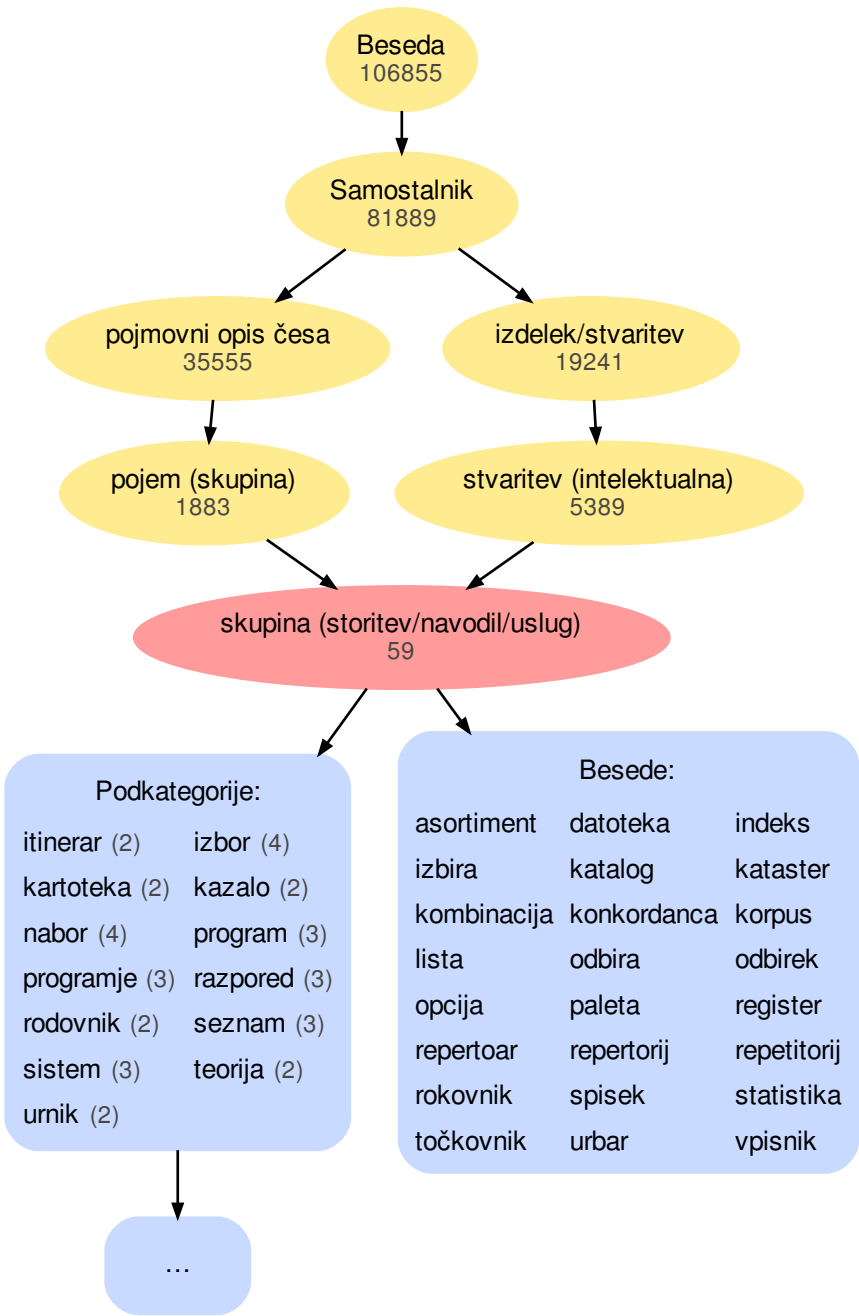 Beseda
106855
Samostalnik
81889
pojmovni opis česa
35555
izdelek/stvaritev
19241
pojem (skupina)
1883
stvaritev (intelektualna)
5389
skupina (storitev/navodil/uslug)
59
Podkategorije:
itinerar (2) izbor (4)
kartoteka (2) kazalo (2)
nabor (4) program (3)
programje (3) razpored (3)
rodovnik (2) seznam (3)
sistem (3) teorija (2)
urnik (2)
Besede:
asortiment datoteka indeks
izbira katalog kataster
kombinacija konkordanca korpus
lista odbira odbirek
opcija paleta register
repertoar repertorij repetitorij
rokovnik spisek statistika
točkovnik urbar vpisnik
...